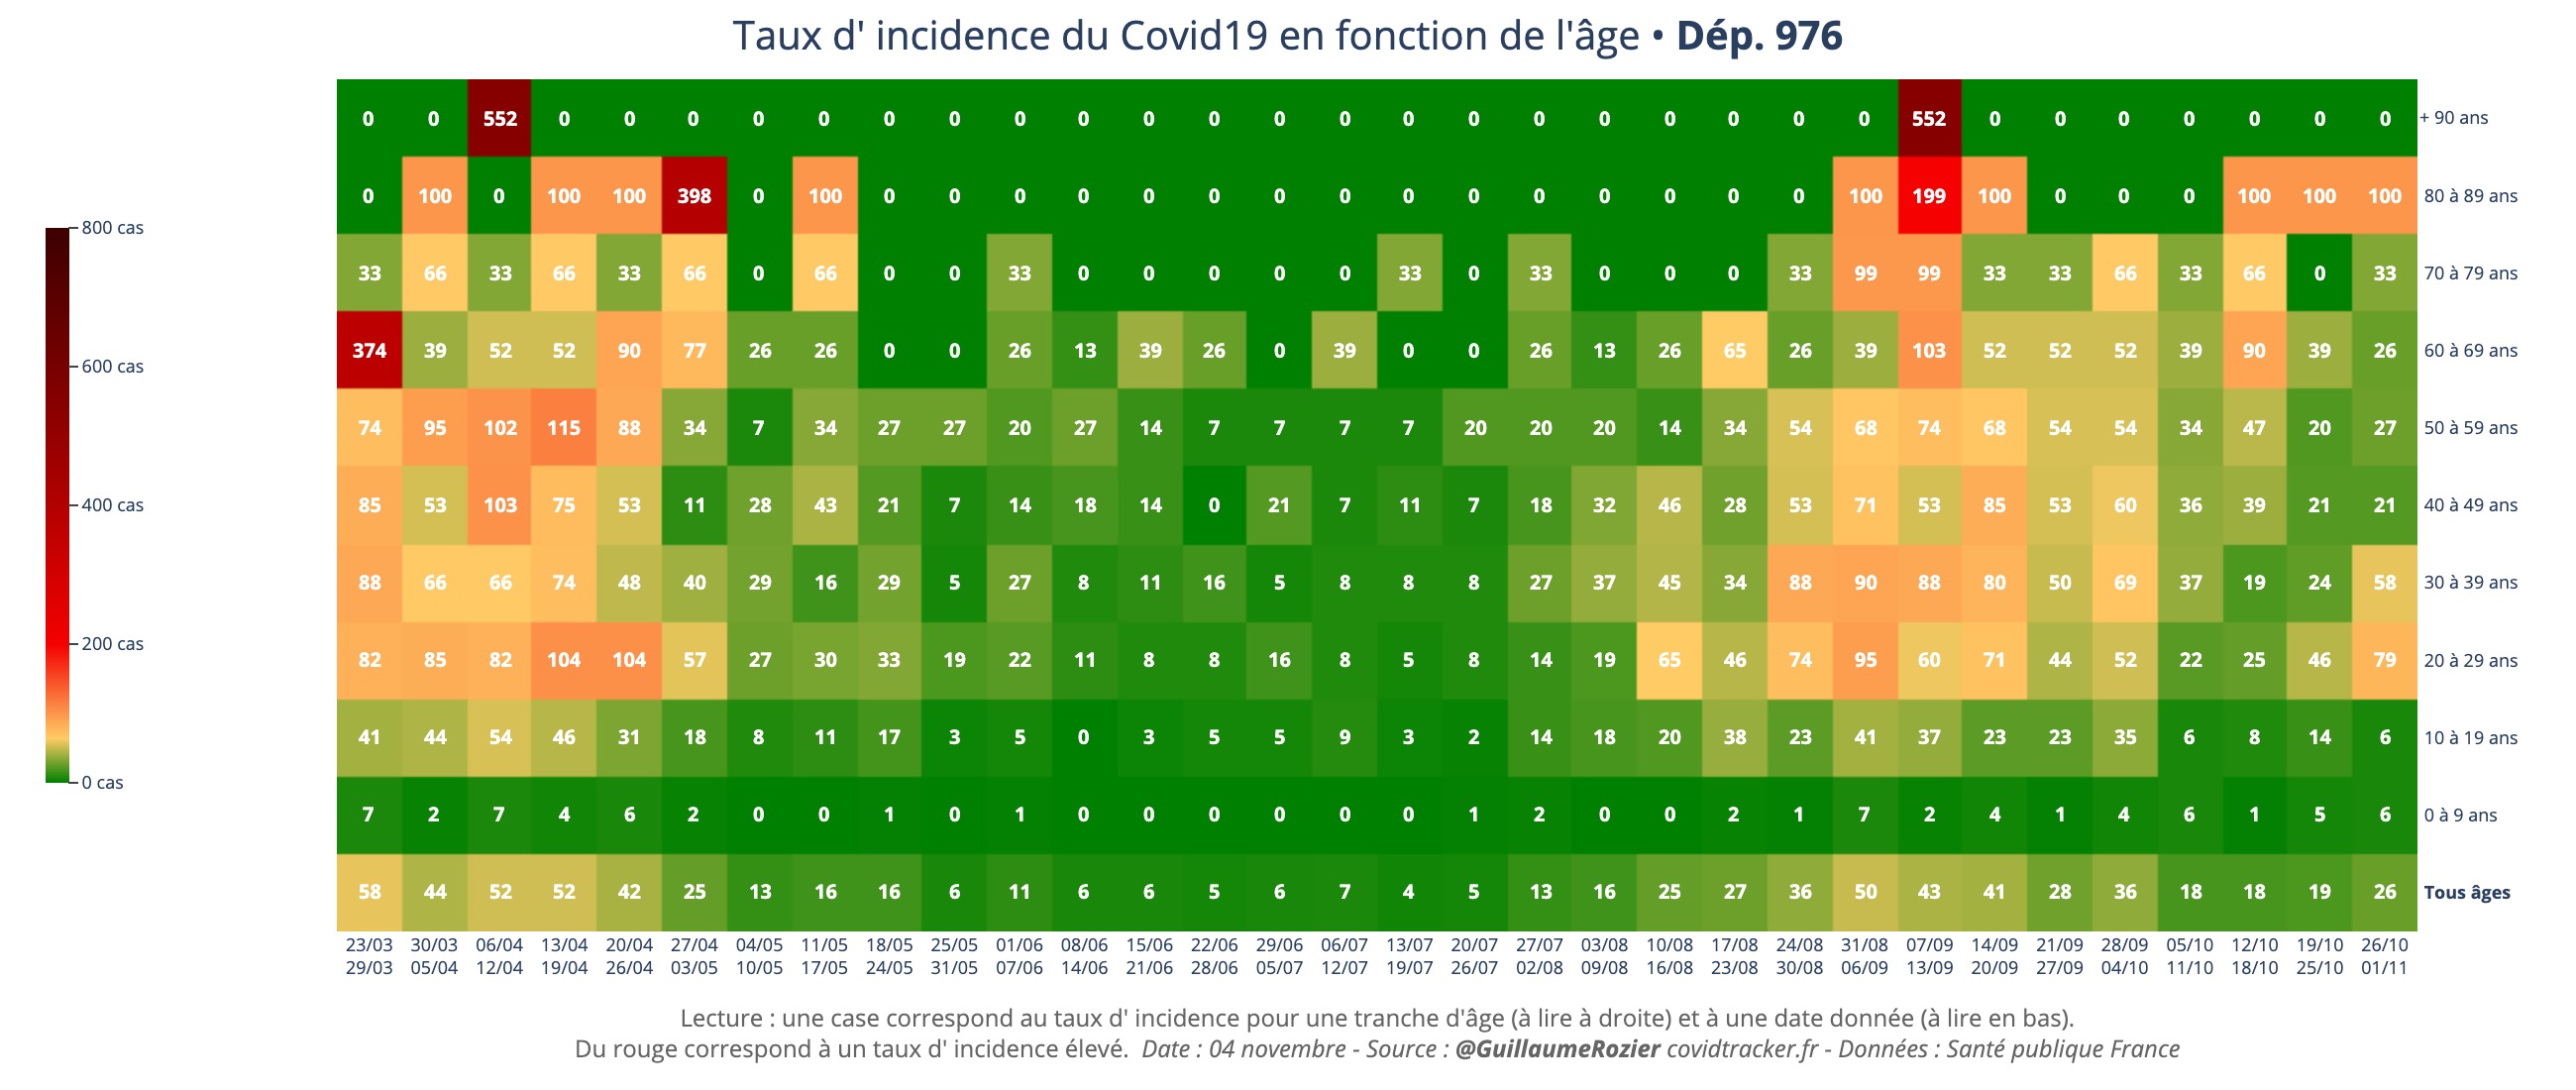 Taux d' incidence du Covid19 en fonction de l'âge • Dép. 976
0 0 552 0 0 0 0 0 0 0 0 0 0 0 0 0 0 0 0 0 0 0 0 0 552 0 0 0 0 0 0 0 + 90 ans
0 100 0 100 100 398 0 100 0 0 0 0 0 0 0 0 0 0 0 0 0 0 0 100 199 100 0 0 0 100 100 100 80 à 89 ans
800 cas
33 66 33 66 33 66 0 66 0 0 33 0 0 0 0 0 33 0 33 0 0 0 33 99 99 33 33 66 33 66 0 33 70 à 79 ans
374 39 52 52 90 77 26 26 0 0 26 13 39 26 0 39 0 0 26 13 26 65 26 39 103 52 52 52 39 90 39 26 60 à 69 ans
600 cas
74 95 102 115 88 34 7 34 27 27 20 27 14 7 7 7 7 20 20 20 14 34 54 68 74 68 54 54 34 47 20 27 50 à 59 ans
400 cas
85 53 103 75 53 11 28 43 21 7 14 18 14 0 21 7 11 7 18 32 46 28 53 71 53 85 53 60 36 39 21 21 40 à 49 ans
88 66 66 74 48 40 29 16 29 5 27 8 11 16 5 8 8 8 27 37 45 34 88 90 88 80 50 69 37 19 24 58 30 à 39 ans
200 cas
82 85 82 104 104 57 27 30 33 19 22 11 8 8 16 8 5 8 14 19 65 46 74 95 60 71 44 52 22 25 46 79 20 à 29 ans
41 44 54 46 31 18 8 11 17 3 5 0 3 5 5 9 3 2 14 18 20 38 23 41 37 23 23 35 6 8 14 6 10 à 19 ans
0 cas
7 2 7 4 6 2 0 0 1 0 1 0 0 0 0 0 0 1 2 0 0 2 1 7 2 4 1 4 6 1 5 6 0 à 9 ans
58 44 52 52 42 25 13 16 16 6 11 6 6 5 6 7 4 5 13 16 25 27 36 50 43 41 28 36 18 18 19 26 Tous âges
23/03 30/03 06/04 13/04 20/04 27/04 04/05 11/05 18/05 25/05 01/06 08/06 15/06 22/06 29/06 06/07 13/07 20/07 27/07 03/08 10/08 17/08 24/08 31/08 07/09 14/09 21/09 28/09 05/10 12/10 19/10 26/10
29/03 05/04 12/04 19/04 26/04 03/05 10/05 17/05 24/05 31/05 07/06 14/06 21/06 28/06 05/07 12/07 19/07 26/07 02/08 09/08 16/08 23/08 30/08 06/09 13/09 20/09 27/09 04/10 11/10 18/10 25/10 01/11
Lecture : une case correspond au taux d' incidence pour une tranche d'âge (à lire à droite) et à une date donnée (à lire en bas).
Du rouge correspond à un taux d' incidence élevé. Date : 04 novembre - Source : @GuillaumeRozier covidtracker.fr - Données : Santé publique France